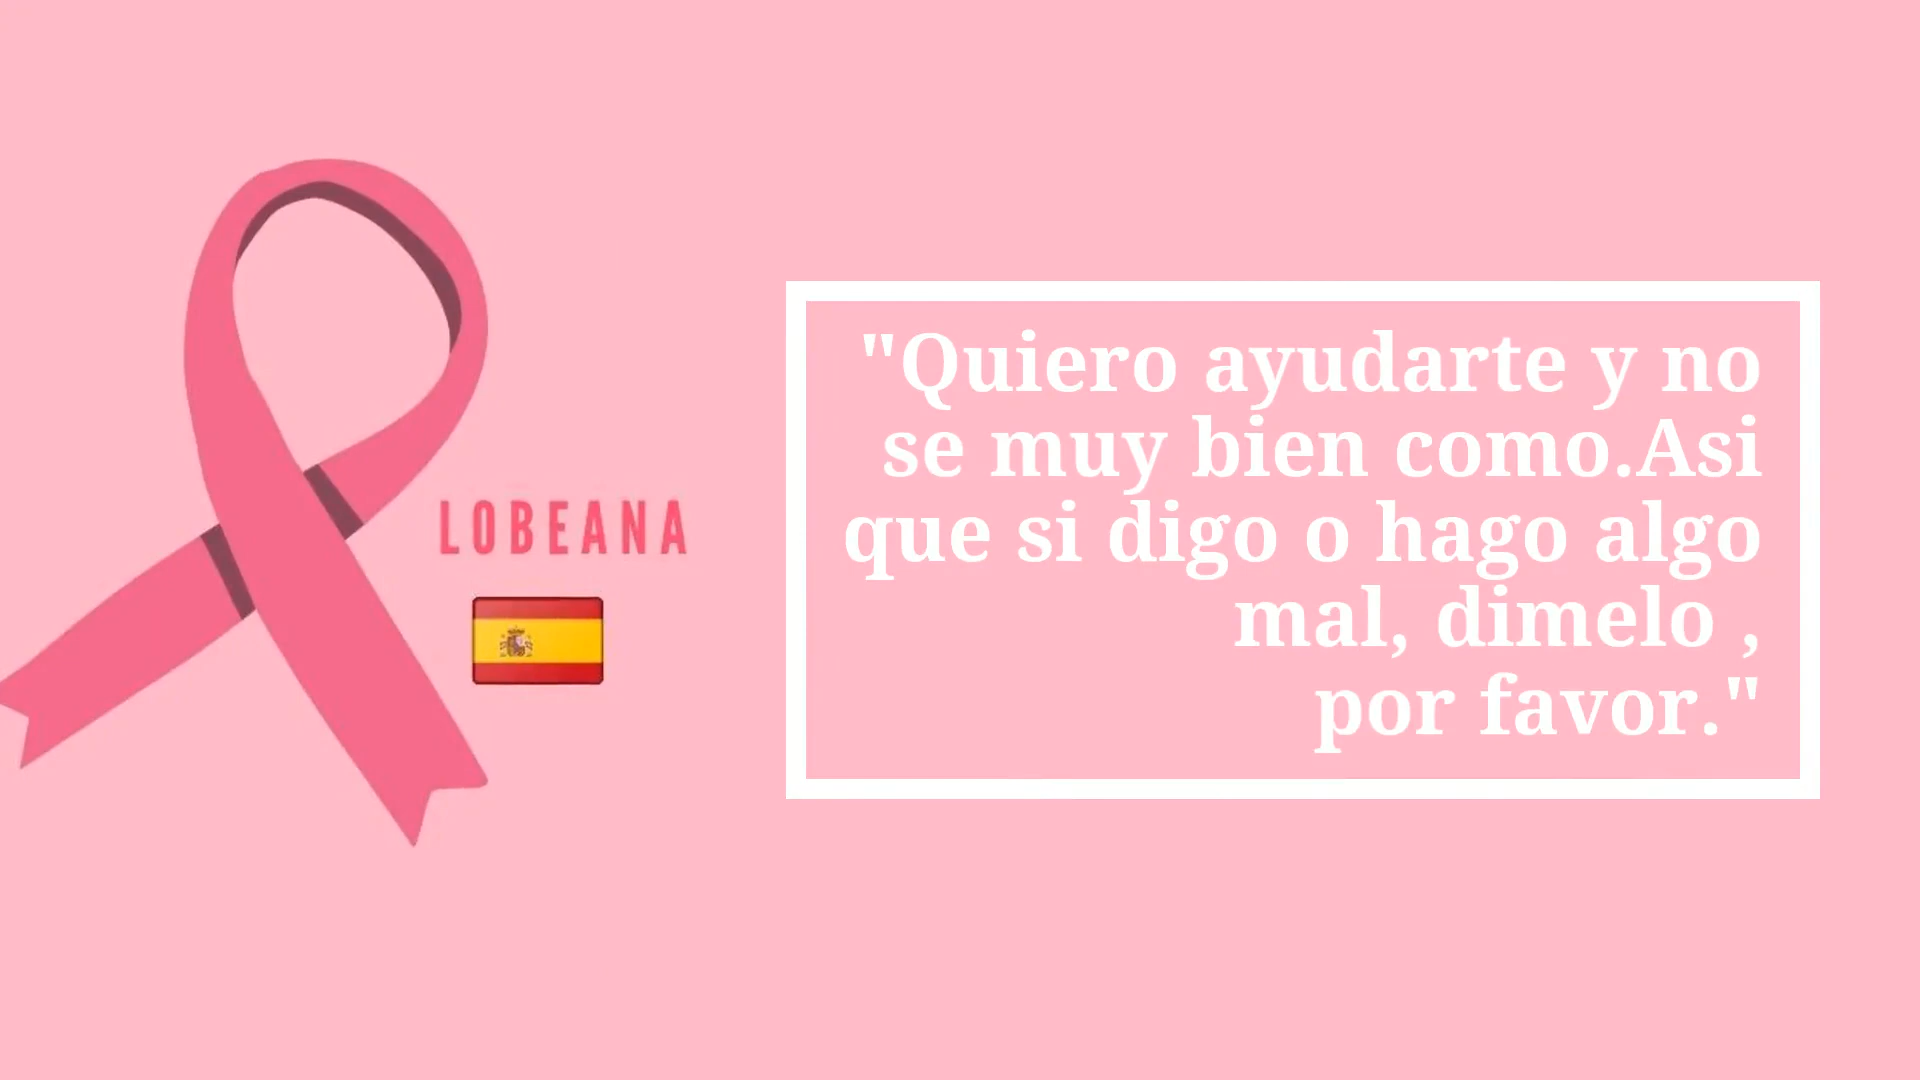 LOBEANA
"Quiero ayudarte y no
se muy bien como.Asi
que si digo o hago algo
mal, dimelo ,
por favor."